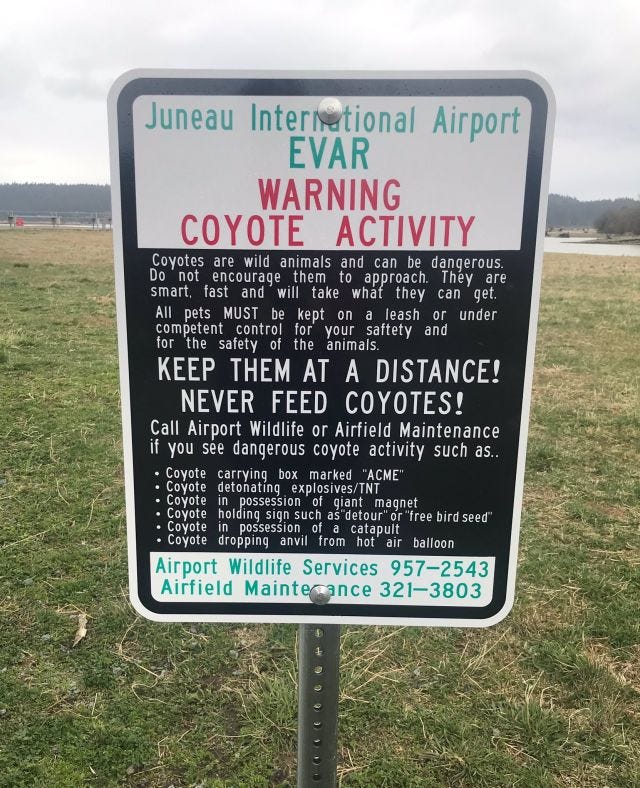 Juneau International Airport
EVAR
WARNING
COYOTE ACTIVITY
Coyotes are wild animals and can be dangerous.
Do not encourage them to approach. They are
smart, fast and will take what they can get.
All pets MUST be kept on a leash or under
competent control for your saftety and
for the safety of the animals.
KEEP THEM AT A DISTANCE!
NEVER FEED COYOTES!
Call Airport Wildlife or Airfield Maintenance
if you see dangerous coyote activity such as..
• Coyote carrying box marked "ACME"
• Coyote detonating explosives/TNT
• Coyote in possession of giant magnet
• Coyote holding sign such as"detour" or "free bird seed"
• Coyote in possession of a catapult
• Coyote dropping anvil from hot air balloon
Airport Wildlife Services 957-2543
Airfield Maintenance 321-3803